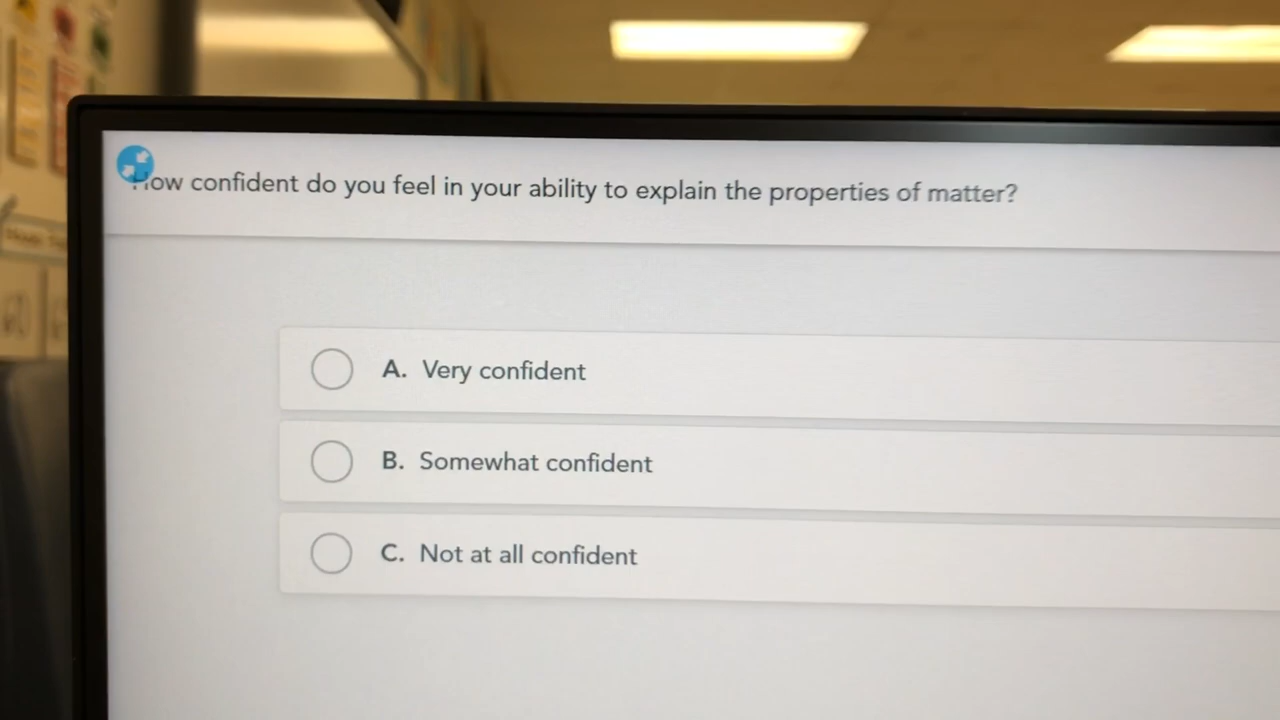 How confident do you feel in your ability to explain the properties of matter?
A. Very confident
B. Somewhat confident
C. Not at all confident